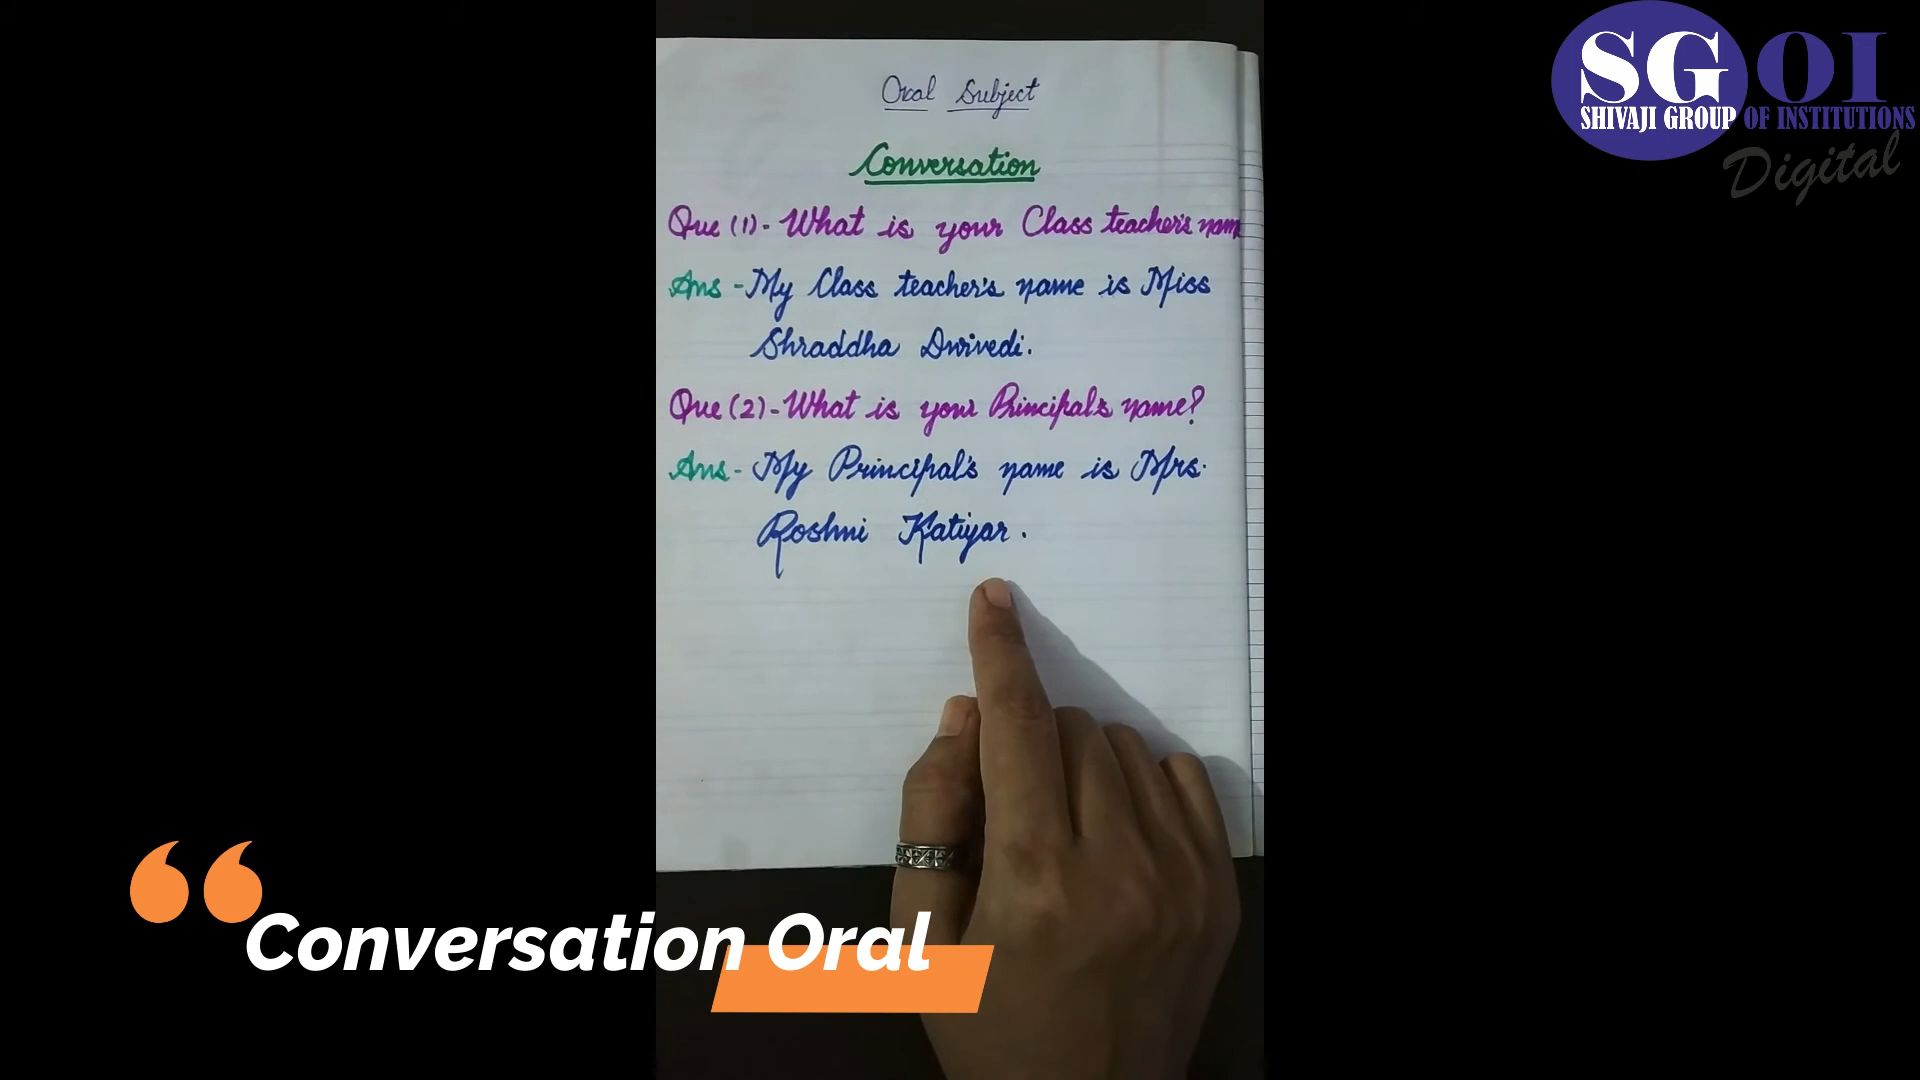 Oral Subject
Conversation
Que (1)- What is your Class teacher's nam
Ans - My Class teacher's name is Miss
Shraddha Dwivedi.
Que (2)- What is your Principal's name?
Ans - My Principal's name is Mrs.
Roshni Katiyar.
SGOI
SHIVAJI GROUP OF INSTITUTIONS
Digital
“
Conversation Oral